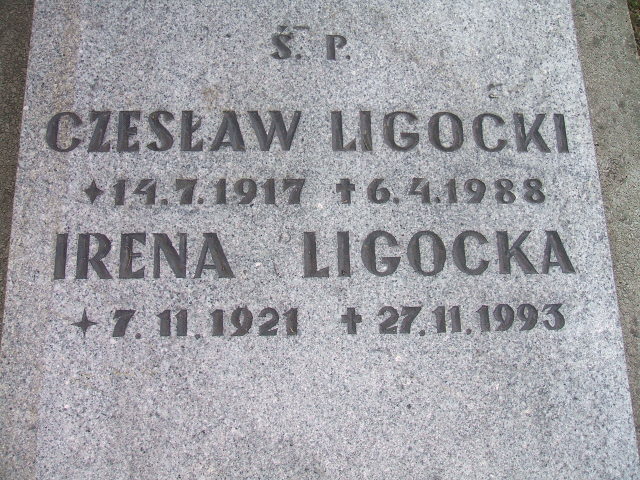 Ś. P.
CZESŁAW LIGOCKI
✦14.7.1917 ✝6.4.1988
IRENA LIGOCKA
✦7.11.1921 ✝27.11.1993